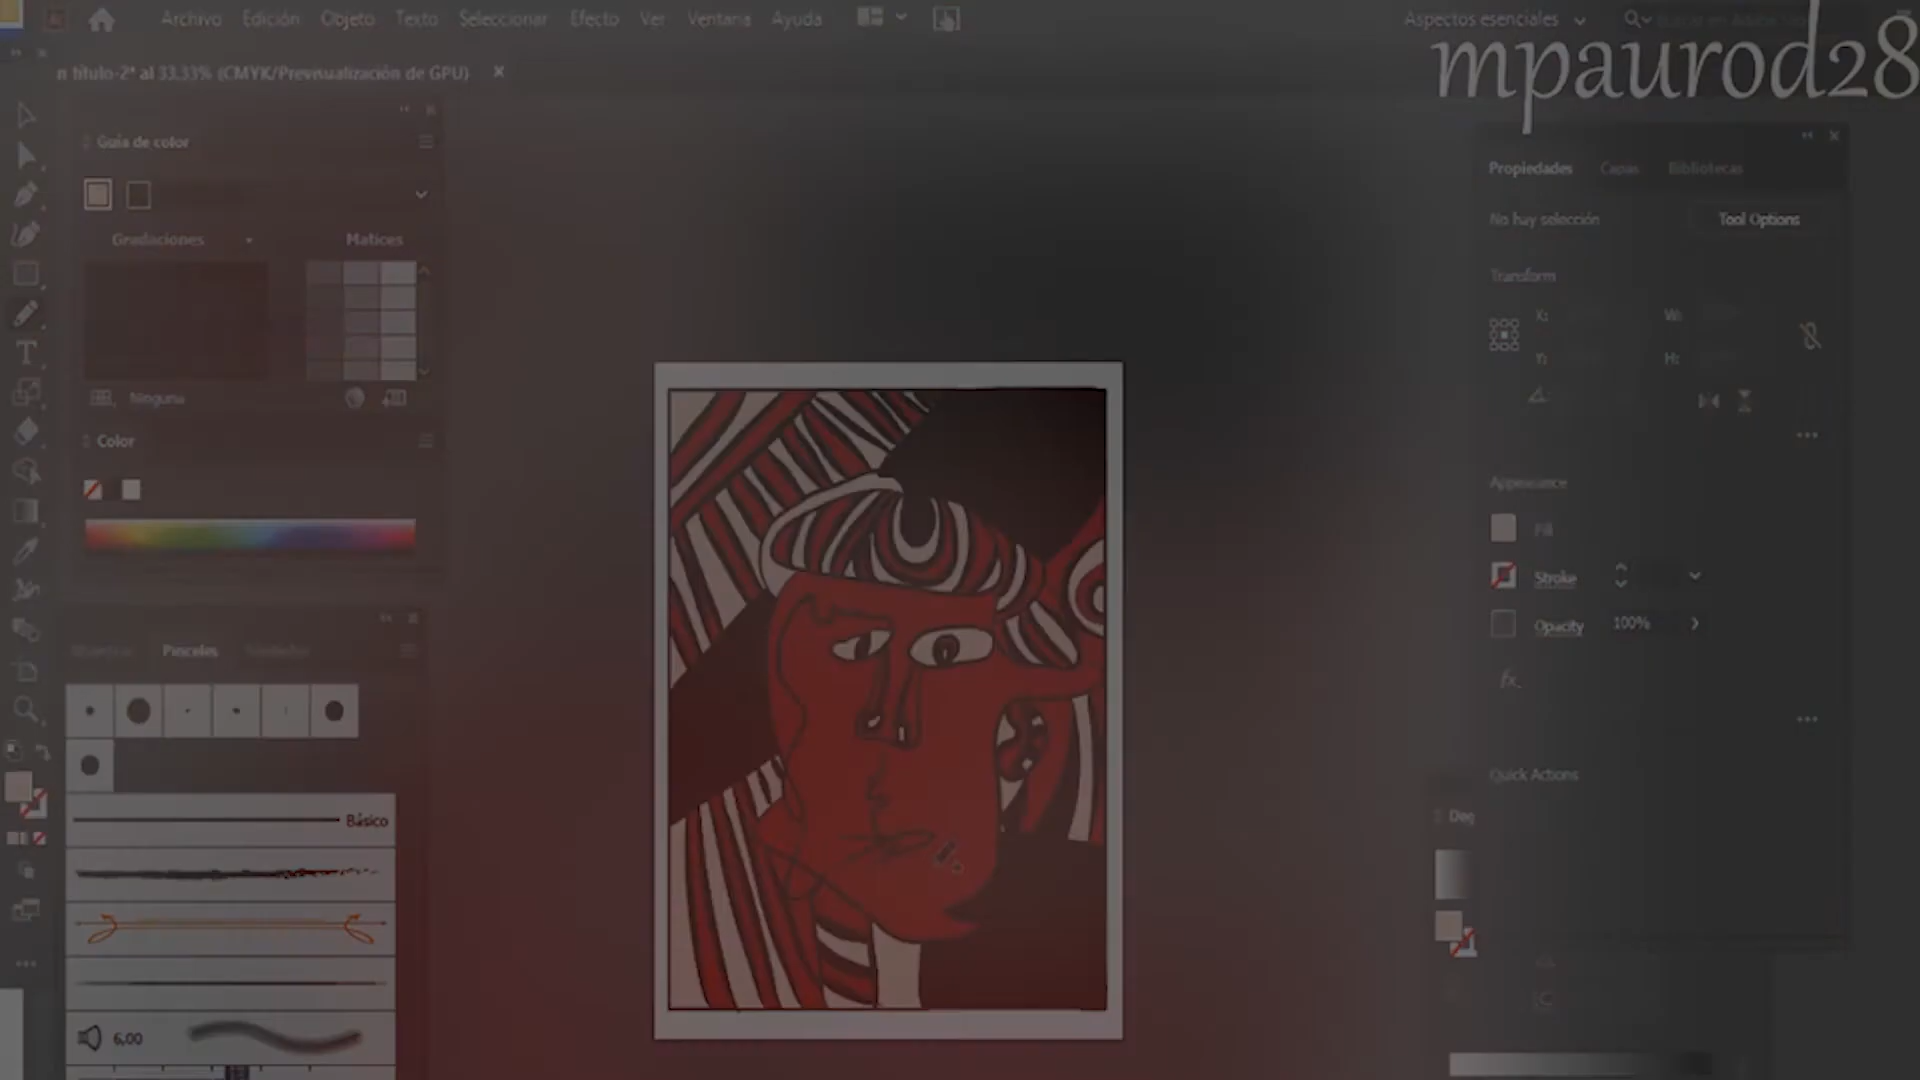 Archivo Edición Objeto Texto Seleccionar Efecto Ver Ventana Ayuda
Aspectos esenciales
mpaurod28
n título-2* al 33.33% (CMYK/Previsualización de GPU)
Guía de color
Gradaciones Matices
Ninguna
Color
Pinceles
Básico
6,00
Propiedades Capas Bibliotecas
No hay selección Tool Options
Transform
X: W:
Y: H:
Appearance
Fill
Stroke
Opacity 100%
fx.
Quick Actions
Deg